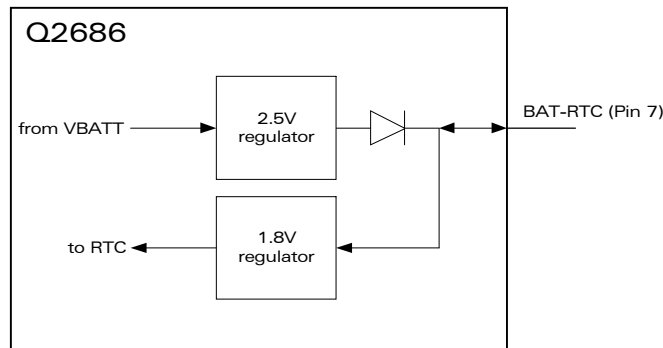 Q2686
from VBATT
2.5V
regulator
BAT-RTC (Pin 7)
to RTC
1.8V
regulator